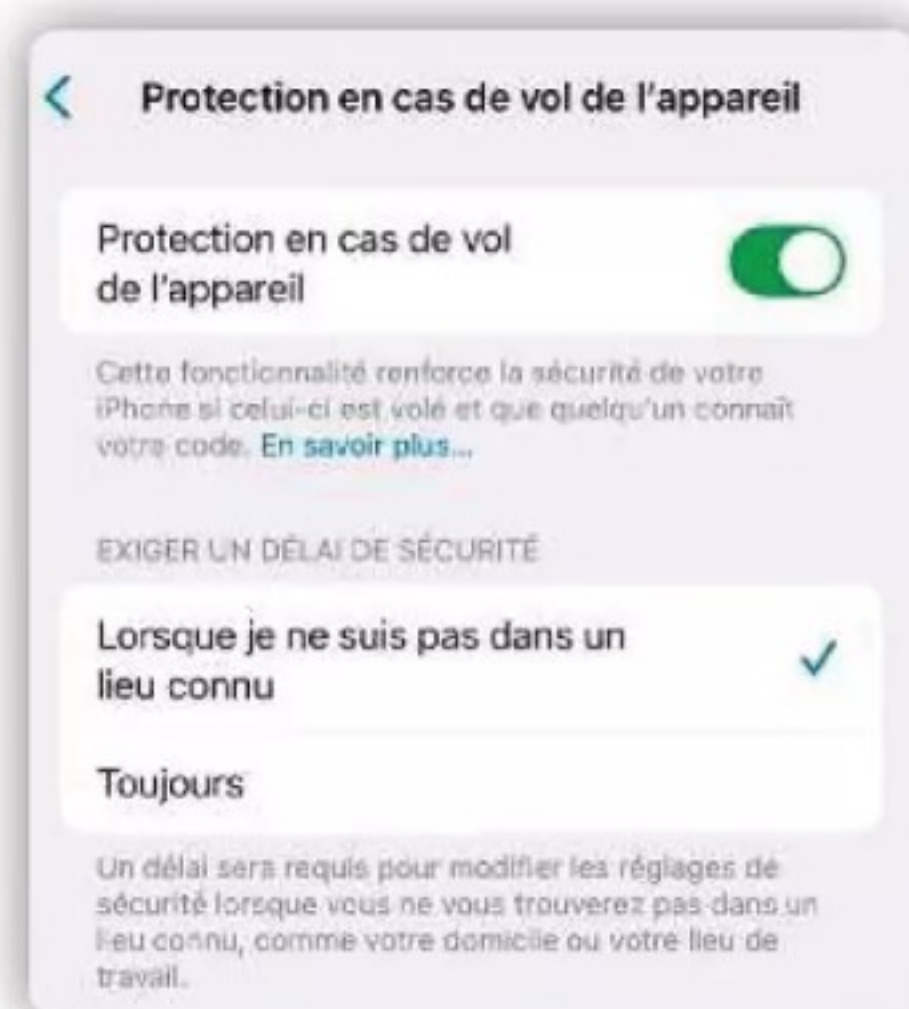 Protection en cas de vol de l'appareil
Protection en cas de vol
de l'appareil
Cette fonctionnalité renforce la sécurité de votre
iPhone si celui-ci est volé et que quelqu'un connaît
votre code. En savoir plus...
EXIGER UN DÉLAI DE SÉCURITÉ
Lorsque je ne suis pas dans un
lieu connu
Toujours
Un délai sera requis pour modifier les réglages de
sécurité lorsque vous ne vous trouverez pas dans un
lieu connu, comme votre domicile ou votre lieu de
travail.